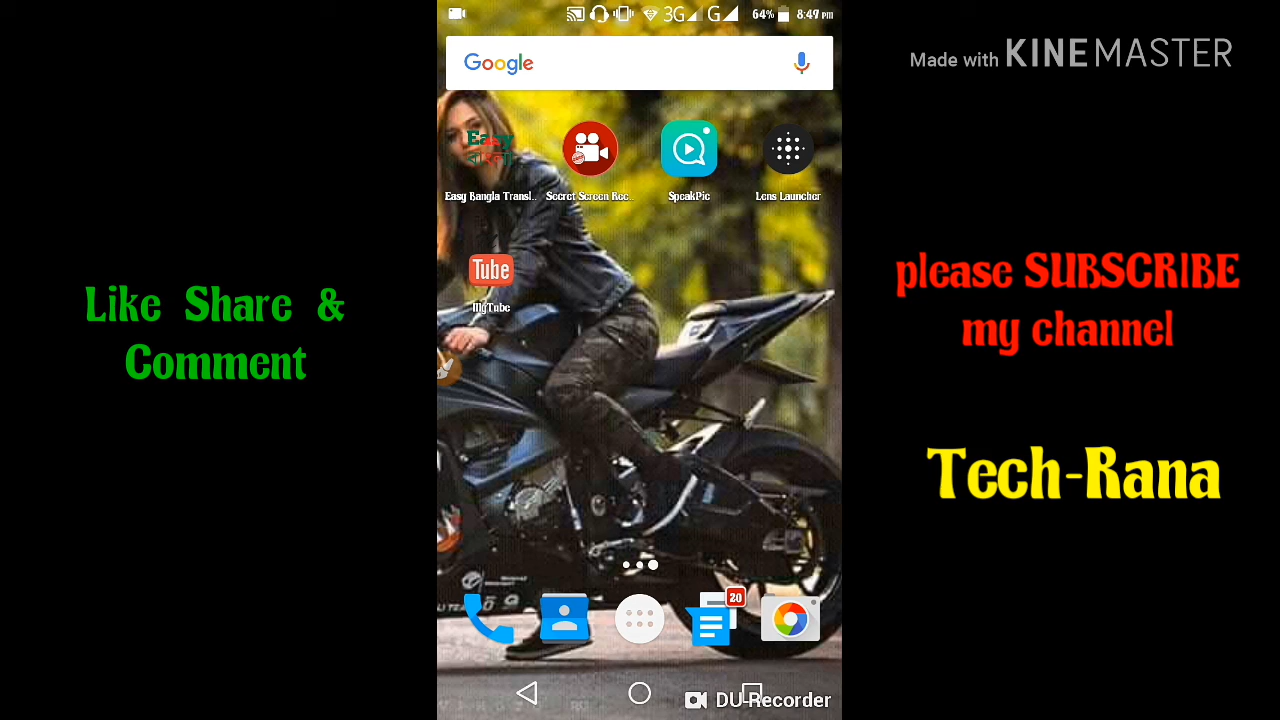 3G G 64% 8:49 pm
Google
Made with KINEMASTER
Easy
বাংলা
Easy Bangla Transl.. Secret Screen Rec.. SpeakPic Lens Launcher
Tube
MyTube
Like Share &
Comment
please SUBSCRIBE
my channel
Tech-Rana
20
DU Recorder